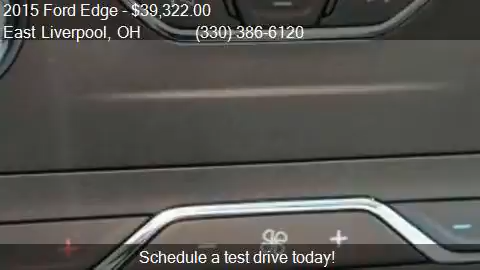 2015 Ford Edge - $39,322.00
East Liverpool, OH (330) 386-6120
Schedule a test drive today!